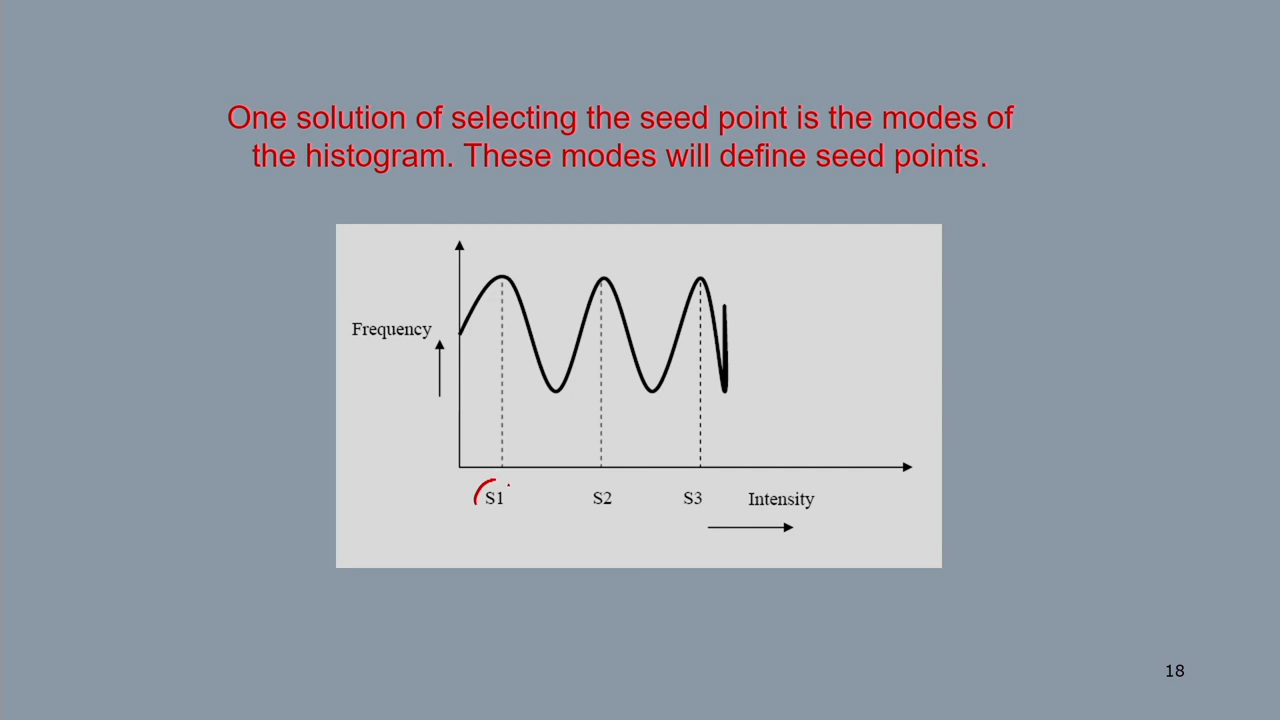 One solution of selecting the seed point is the modes of
the histogram. These modes will define seed points.
Frequency
S1 S2 S3 Intensity
18